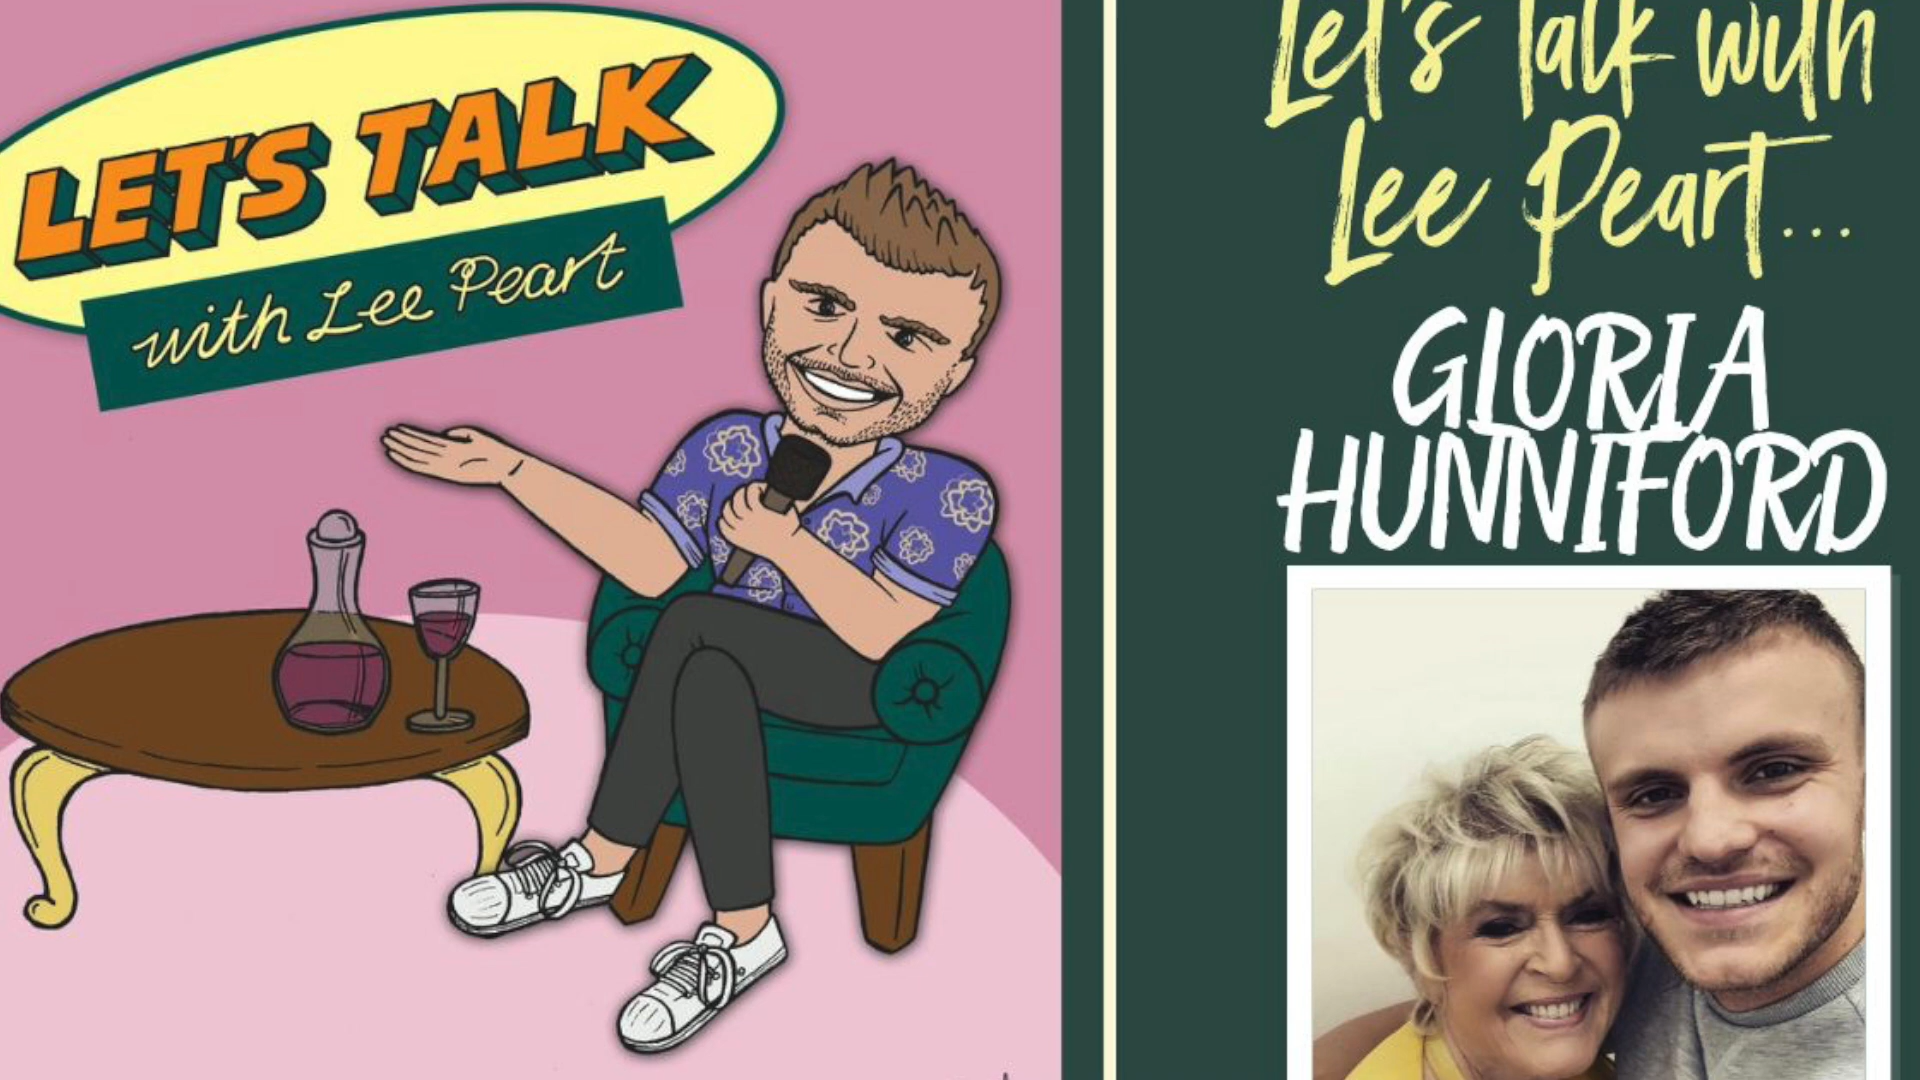 LET'S TALK
with Lee Peart
Let's Talk with
Lee Peart...
GLORIA
HUNNIFORD